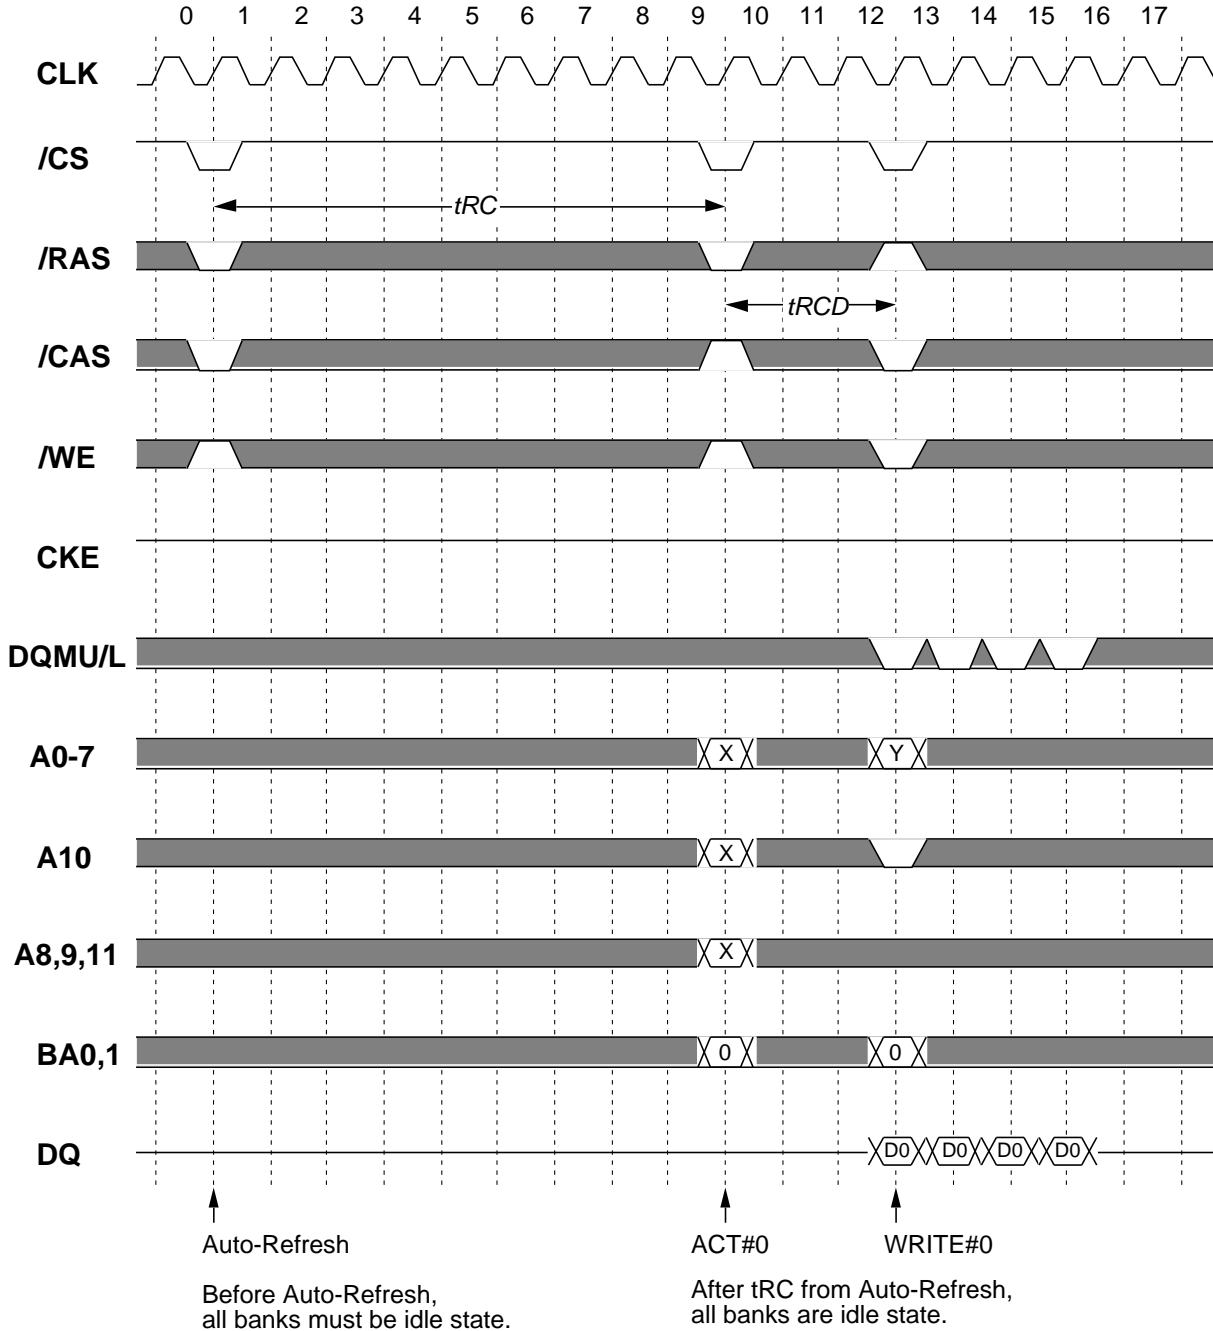 0 1 2 3 4 5 6 7 8 9 10 11 12 13 14 15 16 17
CLK
/CS
tRC
/RAS
tRCD
/CAS
/WE
CKE
DQMU/L
A0-7 X Y
A10 X
A8,9,11 X
BA0,1 0 0
DQ D0 D0 D0 D0
Auto-Refresh ACT#0 WRITE#0
Before Auto-Refresh,
all banks must be idle state.
After tRC from Auto-Refresh,
all banks are idle state.